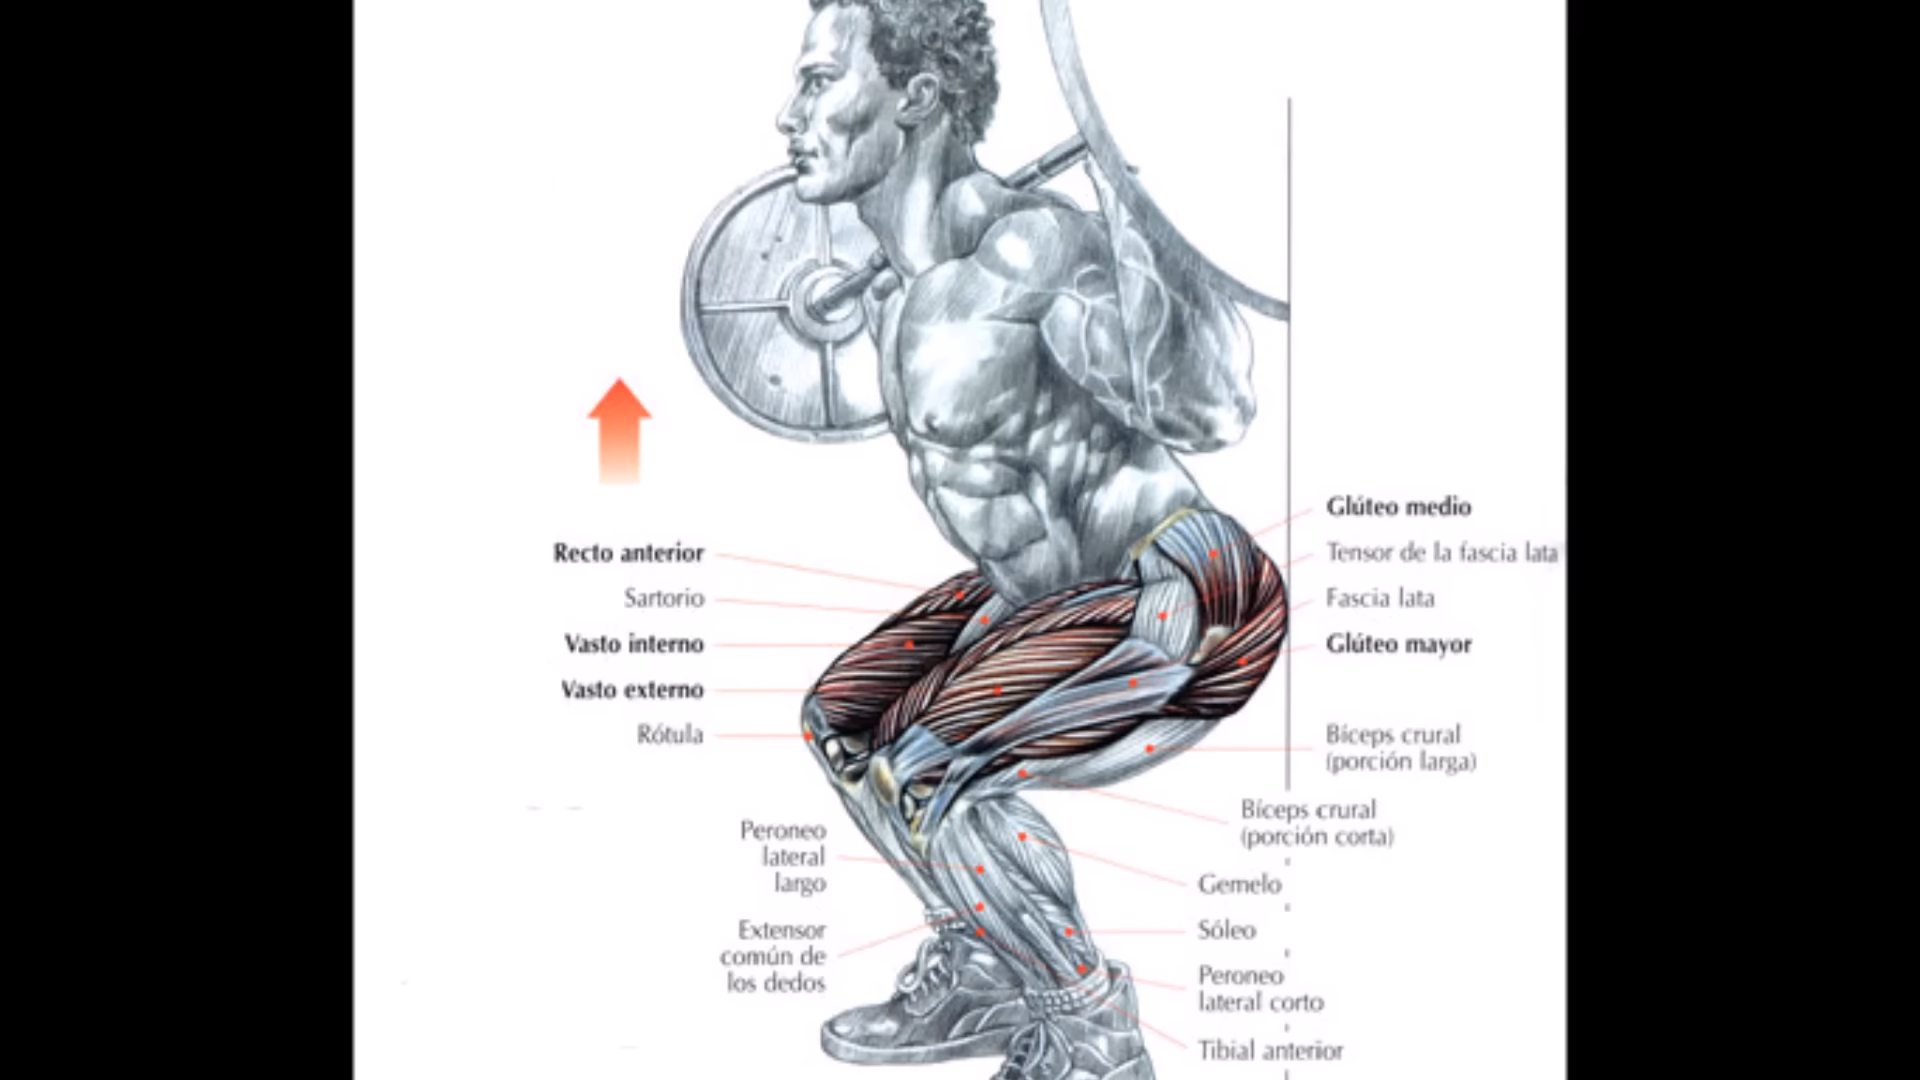 Recto anterior
Sartorio
Vasto interno
Vasto externo
Rótula
Peroneo
lateral
largo
Extensor
común de
los dedos
Glúteo medio
Tensor de la fascia lata
Fascia lata
Glúteo mayor
Bíceps crural
(porción larga)
Bíceps crural
(porción corta)
Gemelo
Sóleo
Peroneo
lateral corto
Tibial anterior